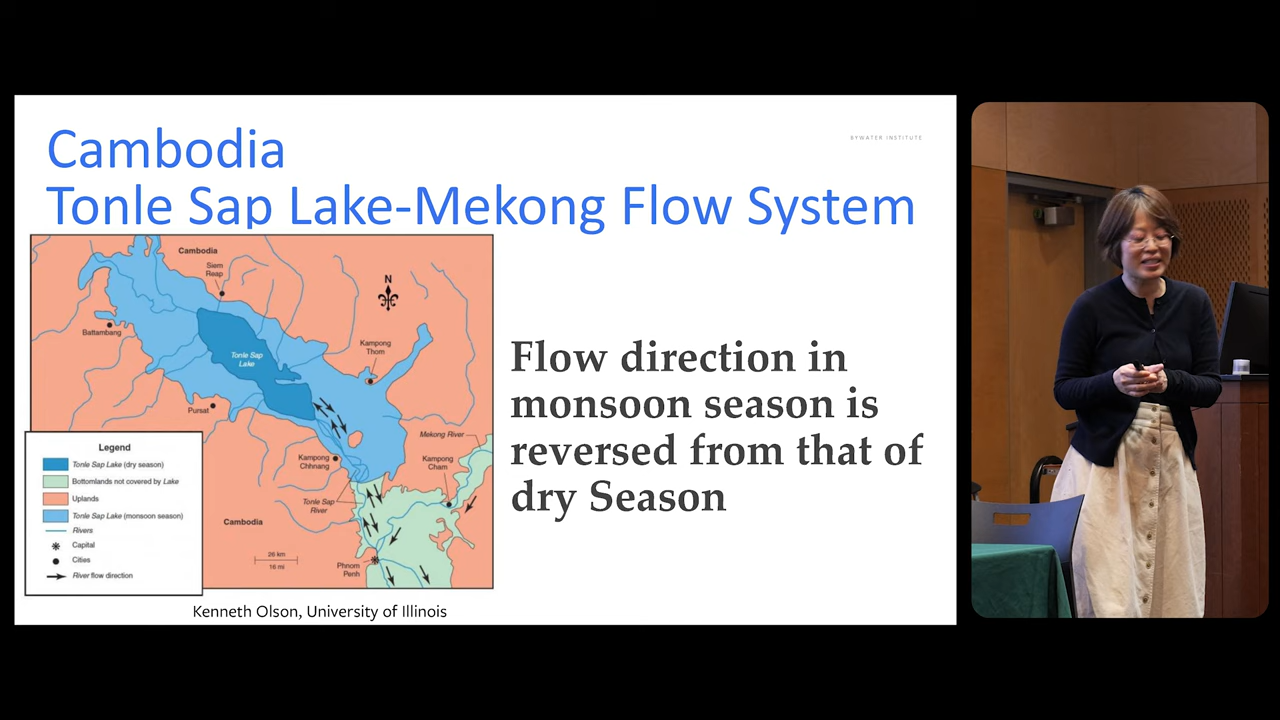 Cambodia
Tonle Sap Lake-Mekong Flow System
BYWATER INSTITUTE
Cambodia
Siem
Reap
N
Battambang
Tonle Sap
Lake
Kampong
Thom
Pursat
Mekong River
Kampong
Cham
Kampong
Chhnang
Tonle Sap
River
Cambodia
26 km
16 mi
Phnom
Penh
Legend
Tonle Sap Lake (dry season)
Bottomlands not covered by Lake
Uplands
Tonle Sap Lake (monsoon season)
Rivers
Capital
Cities
River flow direction
Flow direction in
monsoon season is
reversed from that of
dry Season
Kenneth Olson, University of Illinois